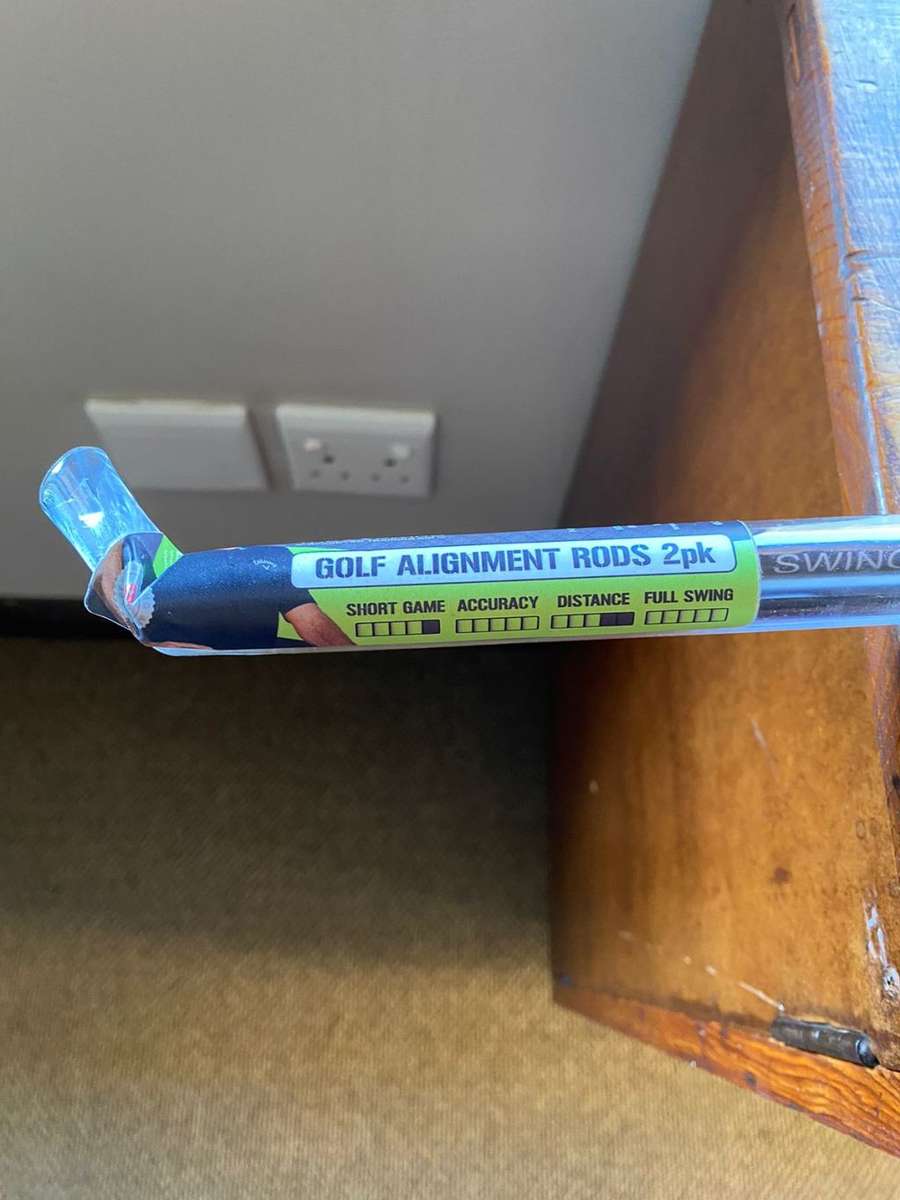 GOLF ALIGNMENT RODS 2pk
SHORT GAME ACCURACY DISTANCE FULL SWING
SWING